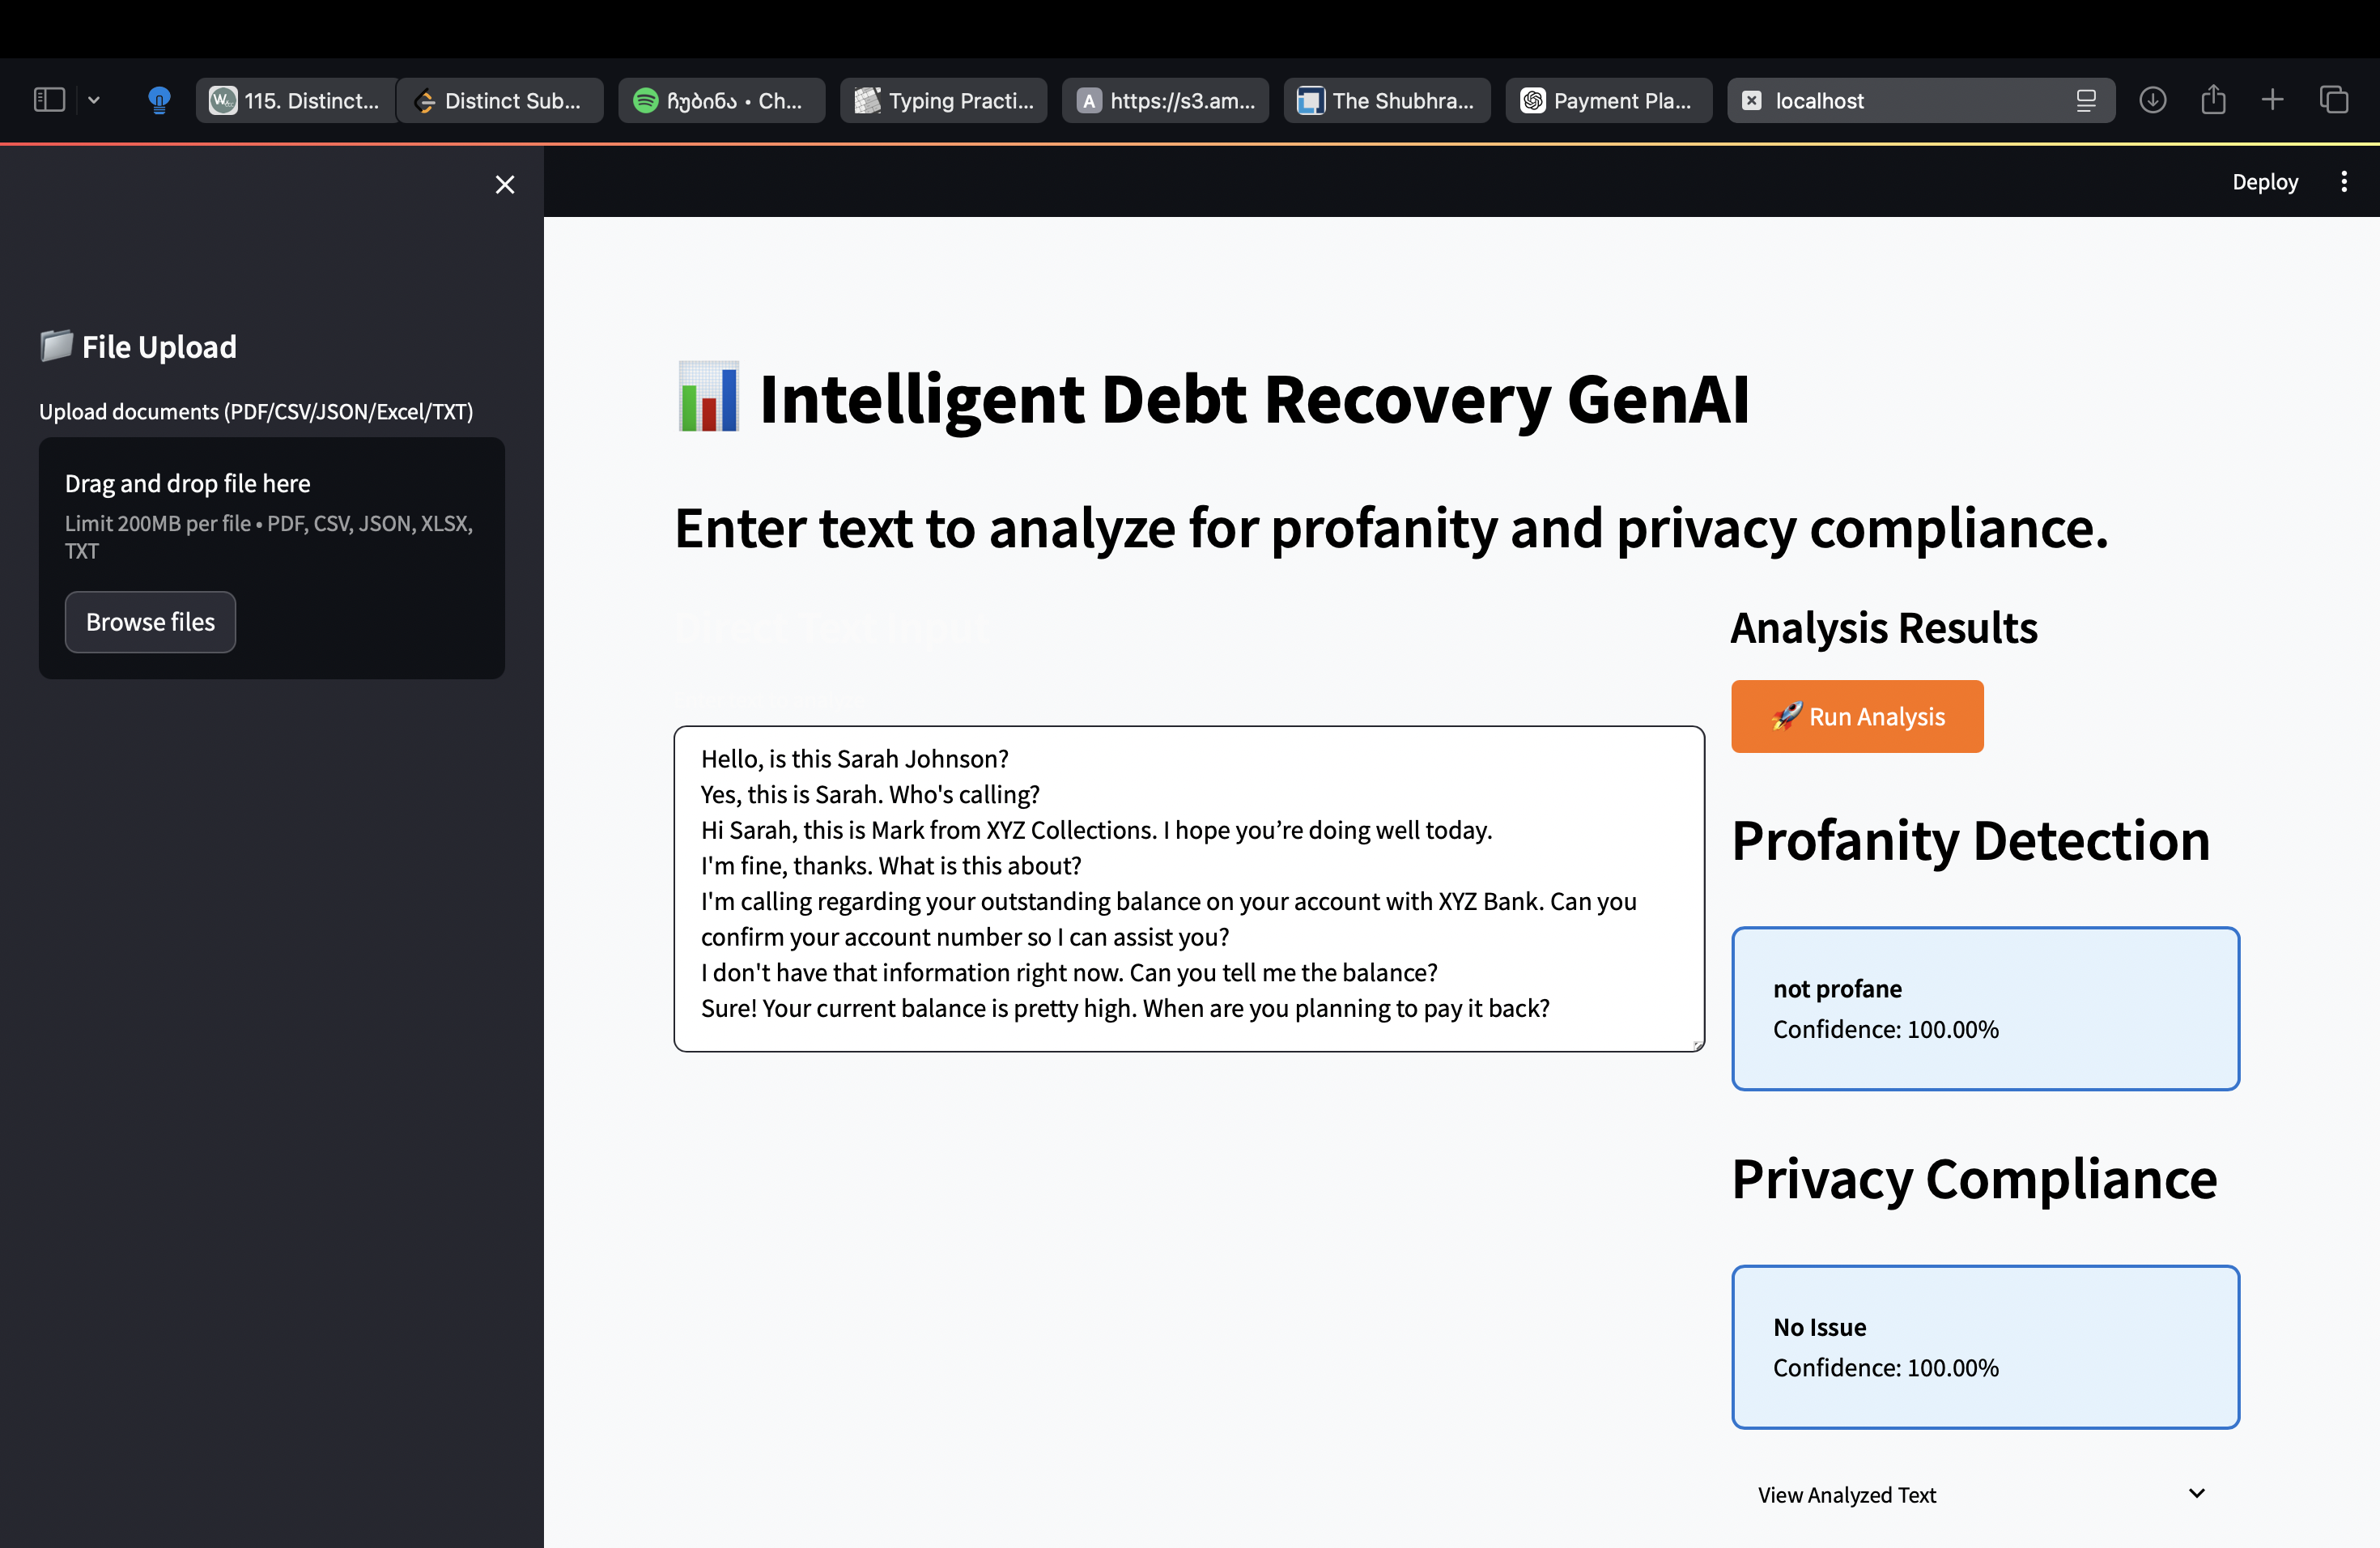 115. Distinct...
Distinct Sub...
ჩუბინა • Ch...
Typing Practi...
A
https://s3.am...
The Shubhra...
Payment Pla...
localhost
Deploy
File Upload
Upload documents (PDF/CSV/JSON/Excel/TXT)
Drag and drop file here
Limit 200MB per file • PDF, CSV, JSON, XLSX,
TXT
Browse files
Intelligent Debt Recovery GenAI
Enter text to analyze for profanity and privacy compliance.
Direct Text Input
Hello, is this Sarah Johnson?
Yes, this is Sarah. Who's calling?
Hi Sarah, this is Mark from XYZ Collections. I hope you’re doing well today.
I'm fine, thanks. What is this about?
I'm calling regarding your outstanding balance on your account with XYZ Bank. Can you
confirm your account number so I can assist you?
I don't have that information right now. Can you tell me the balance?
Sure! Your current balance is pretty high. When are you planning to pay it back?
Analysis Results
Run Analysis
Profanity Detection
not profane
Confidence: 100.00%
Privacy Compliance
No Issue
Confidence: 100.00%
View Analyzed Text